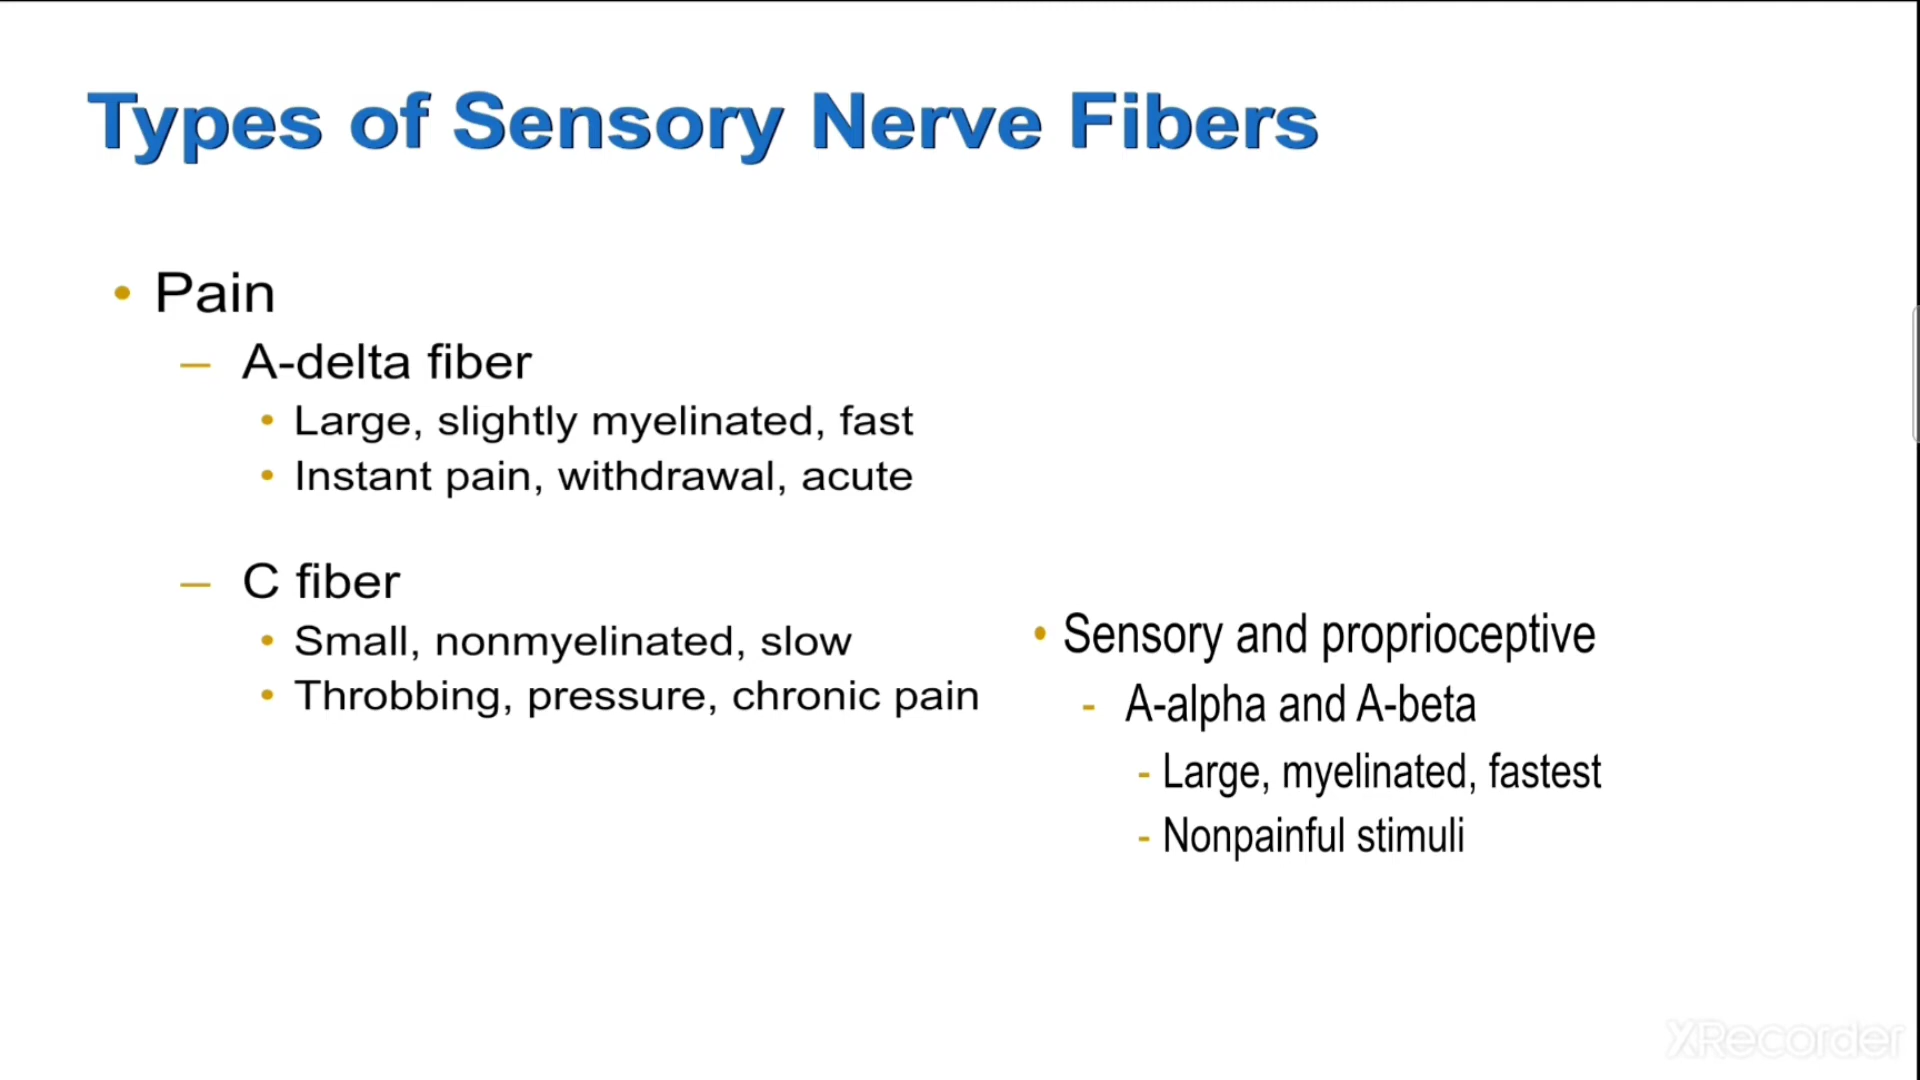 Types of Sensory Nerve Fibers
• Pain
– A-delta fiber
• Large, slightly myelinated, fast
• Instant pain, withdrawal, acute
– C fiber
• Small, nonmyelinated, slow
• Throbbing, pressure, chronic pain
• Sensory and proprioceptive
- A-alpha and A-beta
- Large, myelinated, fastest
- Nonpainful stimuli
XRecorder